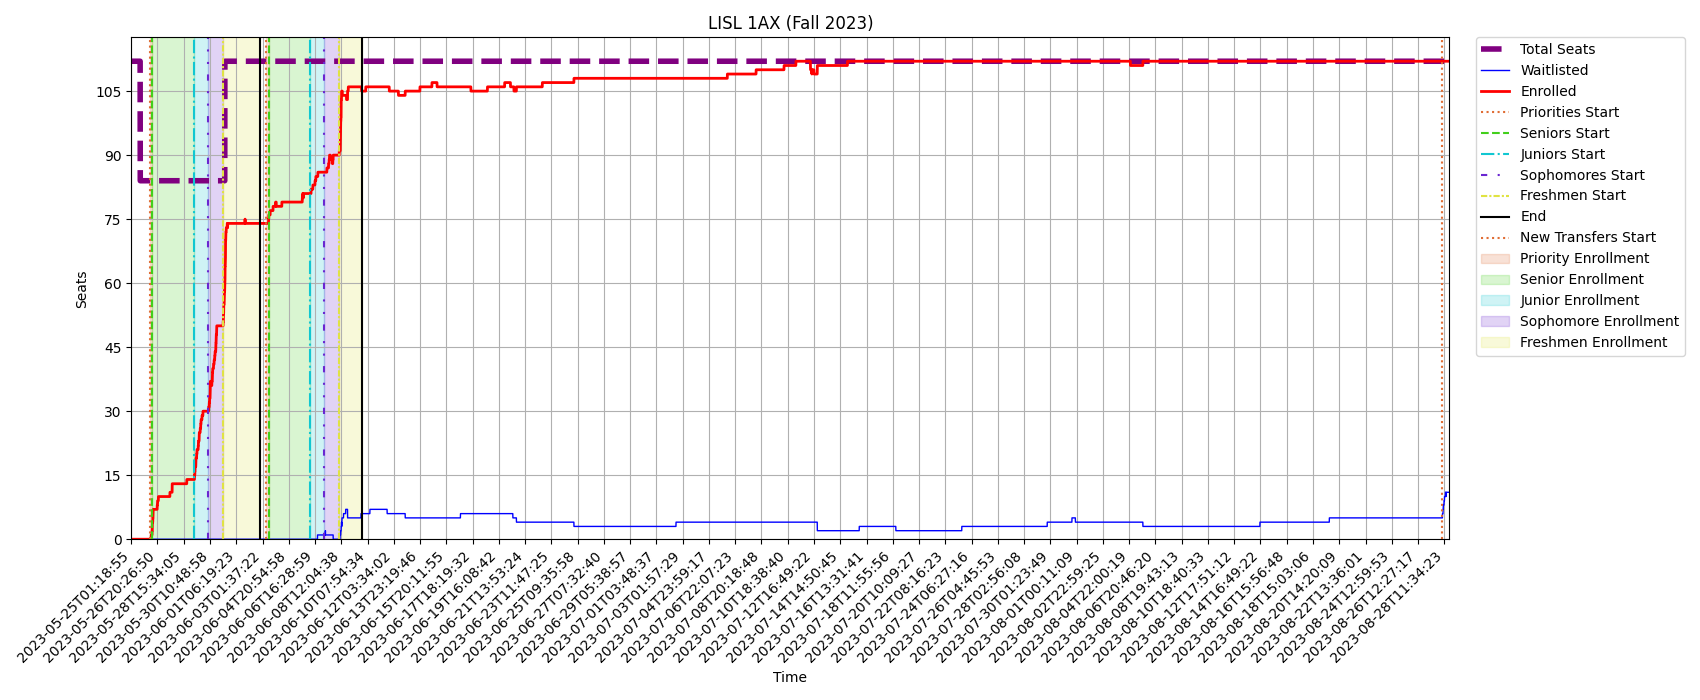 LISL 1AX (Fall 2023)
Seats
105
90
75
60
45
30
15
0
2023-05-25T01:18:55
2023-05-26T20:26:50
2023-05-28T15:34:05
2023-05-30T10:48:58
2023-06-01T06:19:23
2023-06-03T01:37:22
2023-06-04T20:54:58
2023-06-06T16:28:59
2023-06-08T12:04:38
2023-06-10T07:54:34
2023-06-12T03:34:02
2023-06-13T23:19:46
2023-06-15T20:11:55
2023-06-17T18:19:32
2023-06-19T16:08:42
2023-06-21T13:53:24
2023-06-23T11:47:25
2023-06-25T09:35:58
2023-06-27T07:32:40
2023-06-29T05:38:57
2023-07-01T03:48:37
2023-07-03T01:57:29
2023-07-04T23:59:17
2023-07-06T22:07:23
2023-07-08T20:18:48
2023-07-10T18:38:40
2023-07-12T16:49:22
2023-07-14T14:50:45
2023-07-16T13:31:41
2023-07-18T11:55:56
2023-07-20T10:09:27
2023-07-22T08:16:23
2023-07-24T06:27:16
2023-07-26T04:45:53
2023-07-28T02:56:08
2023-07-30T01:23:49
2023-08-01T00:11:09
2023-08-02T22:59:25
2023-08-04T22:00:19
2023-08-06T20:46:20
2023-08-08T19:43:13
2023-08-10T18:40:33
2023-08-12T17:51:12
2023-08-14T16:49:22
2023-08-16T15:56:48
2023-08-18T15:03:06
2023-08-20T14:20:09
2023-08-22T13:36:01
2023-08-24T12:59:53
2023-08-26T12:27:17
2023-08-28T11:34:23
Time
Total Seats
Waitlisted
Enrolled
Priorities Start
Seniors Start
Juniors Start
Sophomores Start
Freshmen Start
End
New Transfers Start
Priority Enrollment
Senior Enrollment
Junior Enrollment
Sophomore Enrollment
Freshmen Enrollment